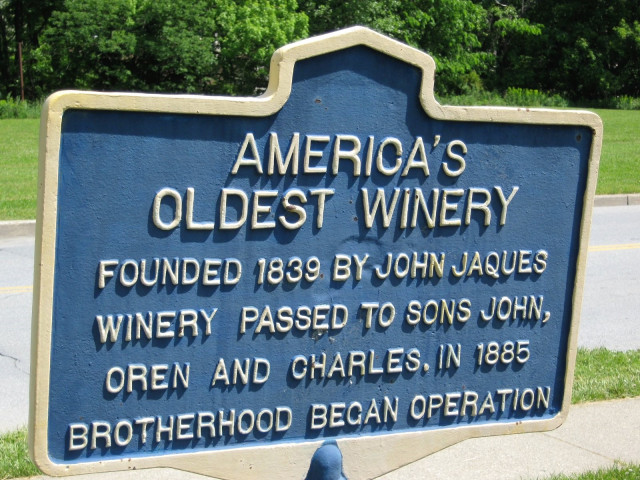 AMERICA'S
OLDEST WINERY
FOUNDED 1839 BY JOHN JAQUES
WINERY PASSED TO SONS JOHN,
OREN AND CHARLES. IN 1885
BROTHERHOOD BEGAN OPERATION